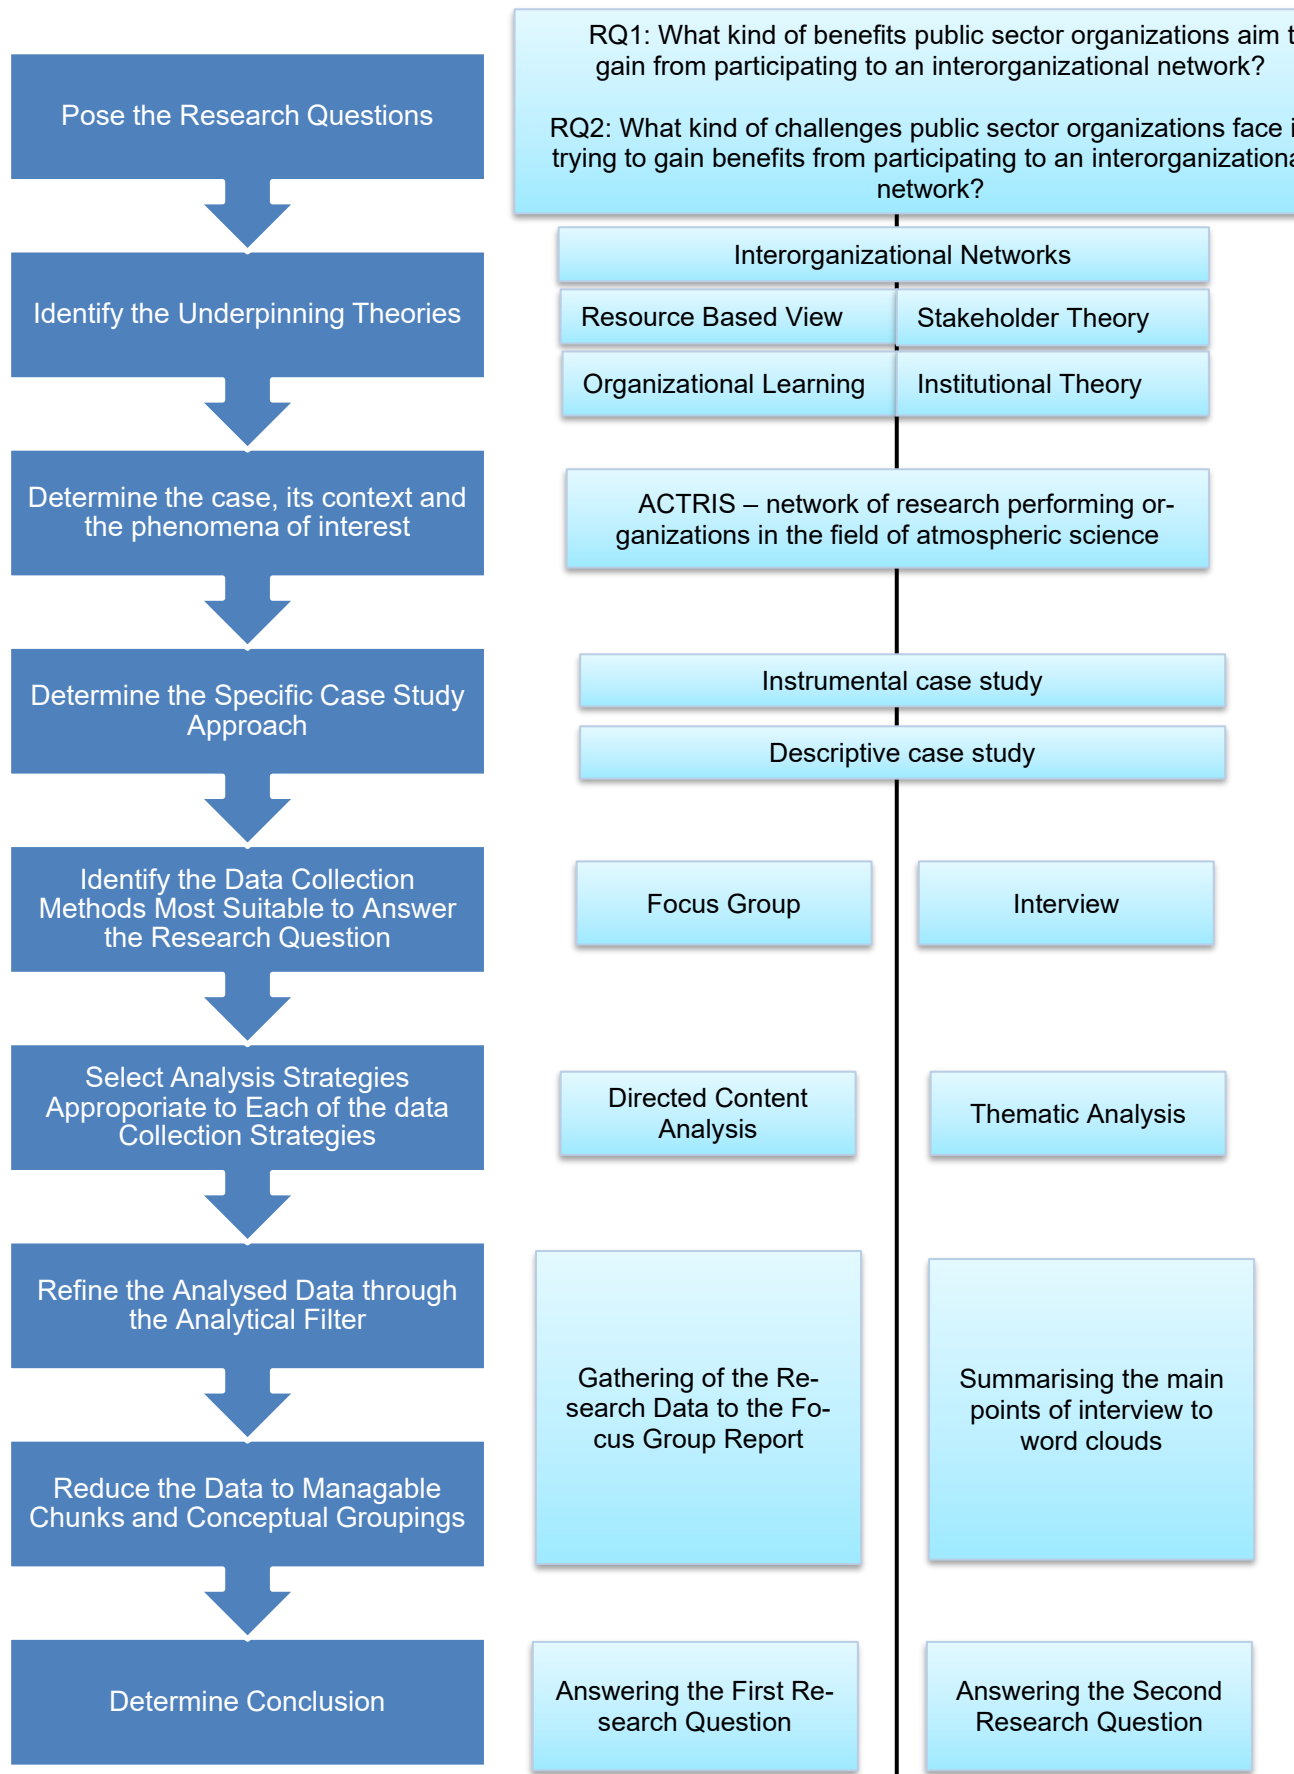 Pose the Research Questions
RQ1: What kind of benefits public sector organizations aim t
gain from participating to an interorganizational network?
RQ2: What kind of challenges public sector organizations face i
trying to gain benefits from participating to an interorganizationa
network?
Identify the Underpinning Theories
Interorganizational Networks
Resource Based View
Stakeholder Theory
Organizational Learning
Institutional Theory
Determine the case, its context and
the phenomena of interest
ACTRIS – network of research performing or-
ganizations in the field of atmospheric science
Determine the Specific Case Study
Approach
Instrumental case study
Descriptive case study
Identify the Data Collection
Methods Most Suitable to Answer
the Research Question
Focus Group
Interview
Select Analysis Strategies
Approporiate to Each of the data
Collection Strategies
Directed Content
Analysis
Thematic Analysis
Refine the Analysed Data through
the Analytical Filter
Reduce the Data to Managable
Chunks and Conceptual Groupings
Gathering of the Re-
search Data to the Fo-
cus Group Report
Summarising the main
points of interview to
word clouds
Determine Conclusion
Answering the First Re-
search Question
Answering the Second
Research Question